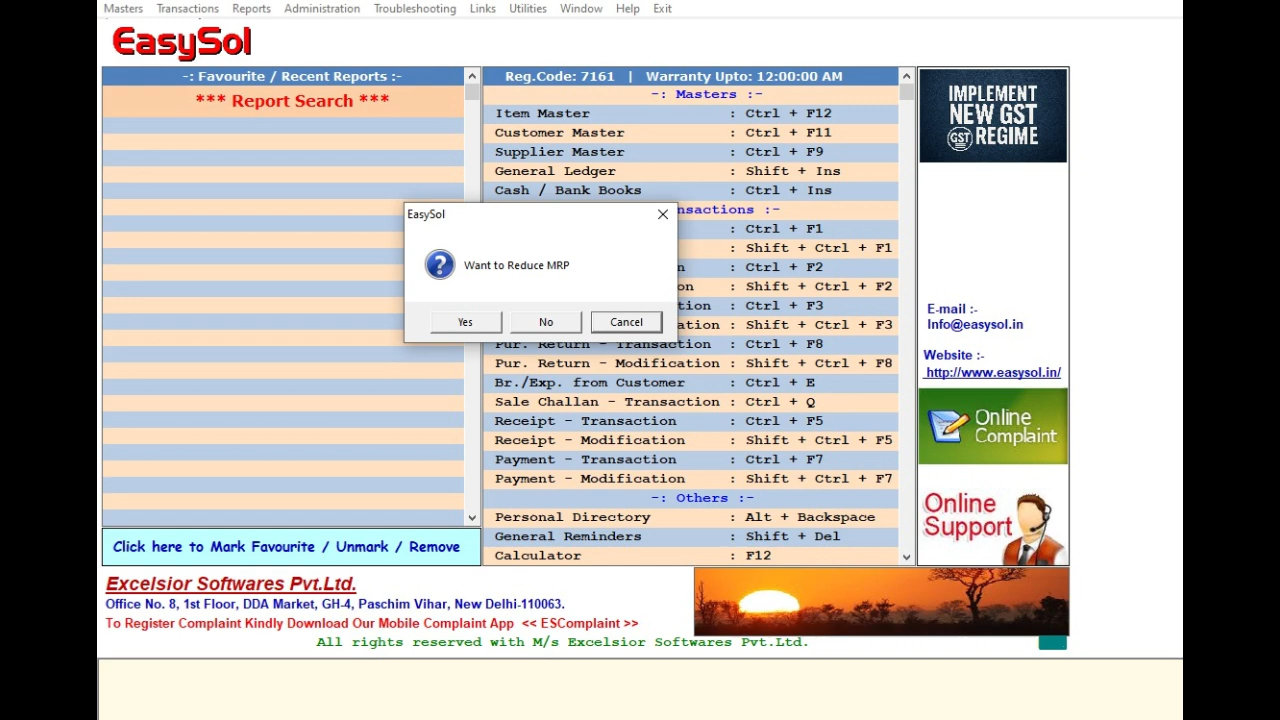 Masters Transactions Reports Administration Troubleshooting Links Utilities Window Help Exit
EasySol
-: Favourite / Recent Reports :-
*** Report Search ***
Click here to Mark Favourite / Unmark / Remove
Reg.Code: 7161 | Warranty Upto: 12:00:00 AM
-: Masters :-
Item Master : Ctrl + F12
Customer Master : Ctrl + F11
Supplier Master : Ctrl + F9
General Ledger : Shift + Ins
Cash / Bank Books : Ctrl + Ins
nsactions :-
: Ctrl + F1
: Shift + Ctrl + F1
n : Ctrl + F2
on : Shift + Ctrl + F2
tion : Ctrl + F3
ation : Shift + Ctrl + F3
Pur. Return - Transaction : Ctrl + F8
Pur. Return - Modification : Shift + Ctrl + F8
Br./Exp. from Customer : Ctrl + E
Sale Challan - Transaction : Ctrl + Q
Receipt - Transaction : Ctrl + F5
Receipt - Modification : Shift + Ctrl + F5
Payment - Transaction : Ctrl + F7
Payment - Modification : Shift + Ctrl + F7
-: Others :-
Personal Directory : Alt + Backspace
General Reminders : Shift + Del
Calculator : F12
EasySol
Want to Reduce MRP
Yes No Cancel
IMPLEMENT
NEW GST
GST REGIME
E-mail :-
Info@easysol.in
Website :-
http://www.easysol.in/
Online
Complaint
Online
Support
Excelsior Softwares Pvt.Ltd.
Office No. 8, 1st Floor, DDA Market, GH-4, Paschim Vihar, New Delhi-110063.
To Register Complaint Kindly Download Our Mobile Complaint App << ESComplaint >>
All rights reserved with M/s Excelsior Softwares Pvt.Ltd.